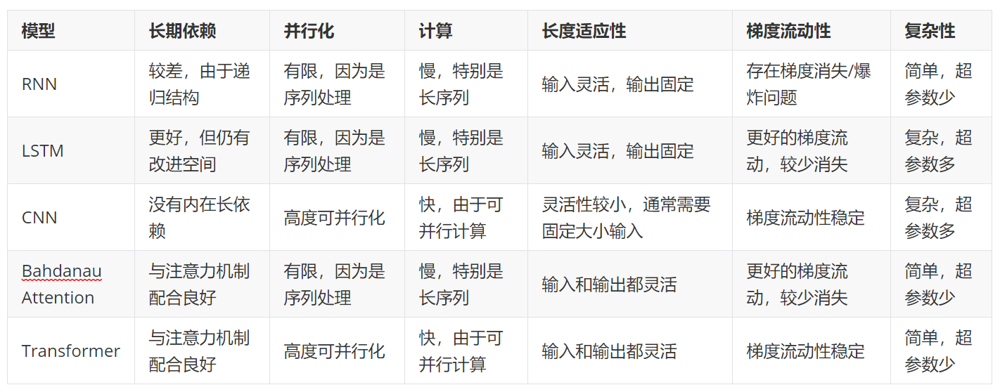 模型 长期依赖 并行化 计算 长度适应性 梯度流动性 复杂性
RNN
较差，由于递
归结构
有限，因为是
序列处理
慢，特别是
长序列
输入灵活，输出固定
存在梯度消失/爆
炸问题
简单，超
参数少
LSTM
更好，但仍有
改进空间
有限，因为是
序列处理
慢，特别是
长序列
输入灵活，输出固定
更好的梯度流
动，较少消失
复杂，超
参数多
CNN
没有内在长依
赖
高度可并行化
快，由于可
并行计算
灵活性较小，通常需要
固定大小输入
梯度流动性稳定
复杂，超
参数多
Bahdanau
Attention
与注意力机制
配合良好
有限，因为是
序列处理
慢，特别是
长序列
输入和输出都灵活
更好的梯度流
动，较少消失
简单，超
参数少
Transformer
与注意力机制
配合良好
高度可并行化
快，由于可
并行计算
输入和输出都灵活
梯度流动性稳定
简单，超
参数少